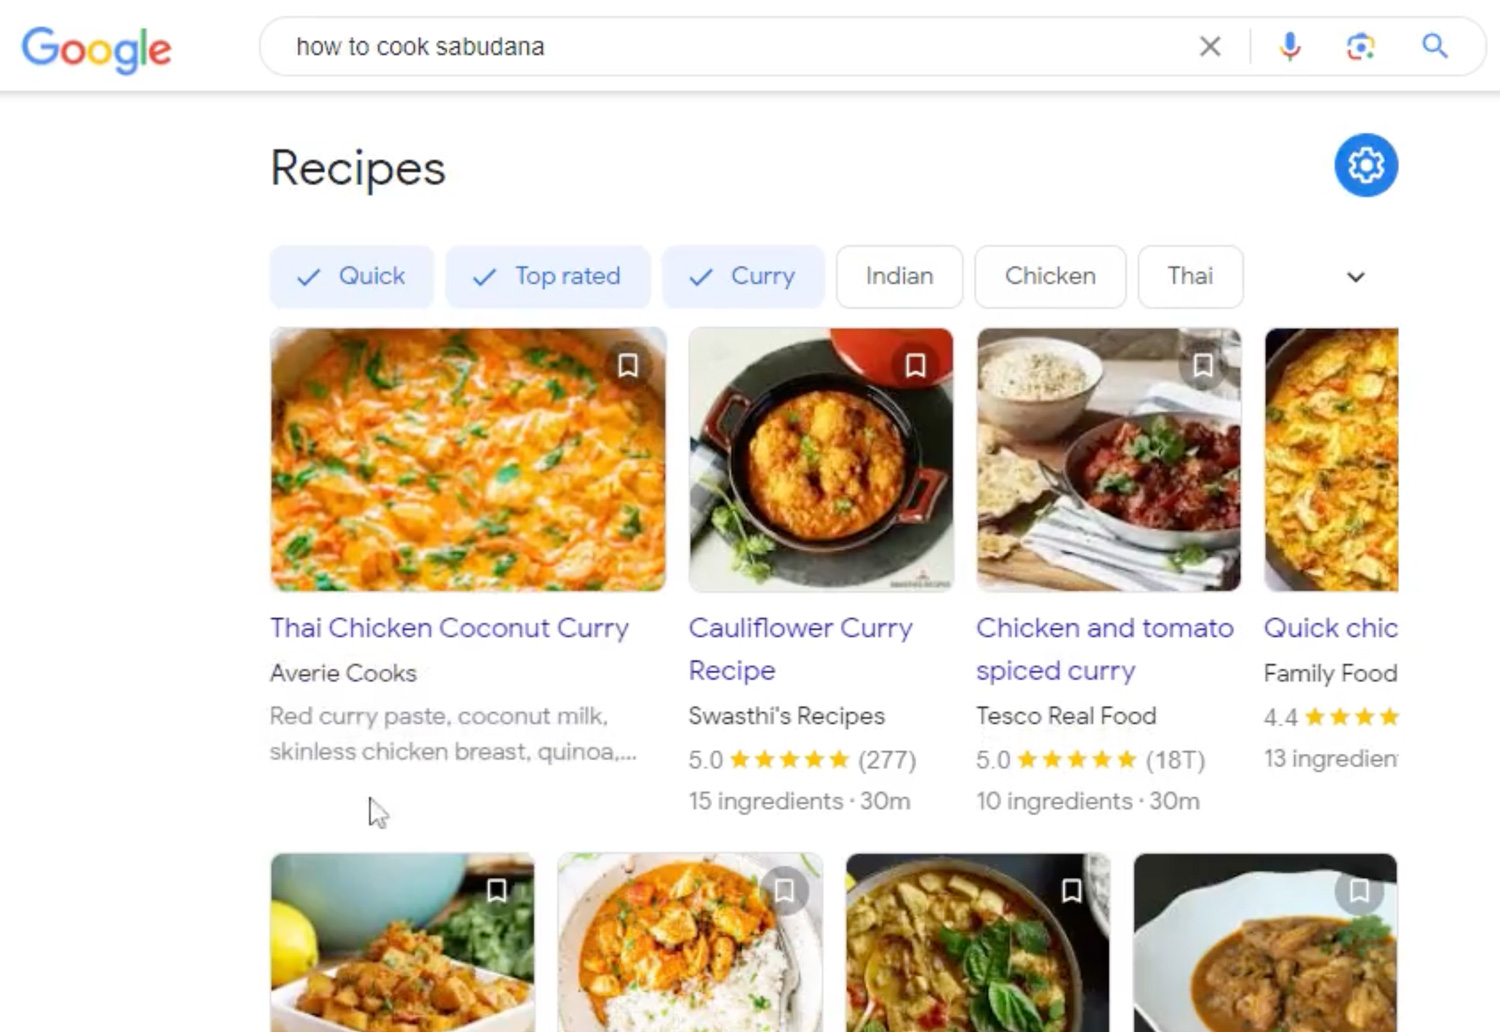 Google
how to cook sabudana
Recipes
Quick
Top rated
Curry
Indian
Chicken
Thai
Thai Chicken Coconut Curry
Averie Cooks
Red curry paste, coconut milk,
skinless chicken breast, quinoa,...
Cauliflower Curry
Recipe
Swasthi's Recipes
5.0 ★★★★★ (277)
15 ingredients · 30m
Chicken and tomato
spiced curry
Tesco Real Food
5.0 ★★★★★ (18T)
10 ingredients · 30m
Quick chic
Family Food
4.4 ★★★★
13 ingredien